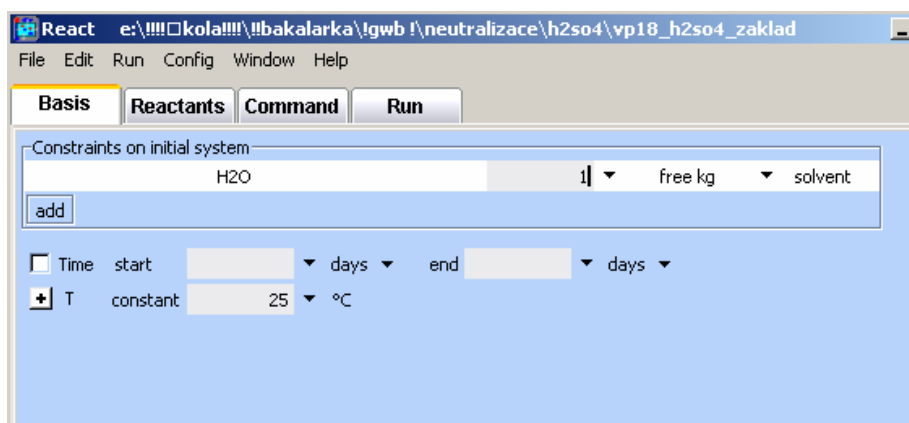 React e:\!!!!□kola!!!!\!!bakalarka\!gwb !\neutralizace\h2so4\vp18_h2so4_zaklad
File Edit Run Config Window Help
Basis Reactants Command Run
Constraints on initial system
H2O 1 free kg solvent
add
Time start days end days
+ T constant 25 °C